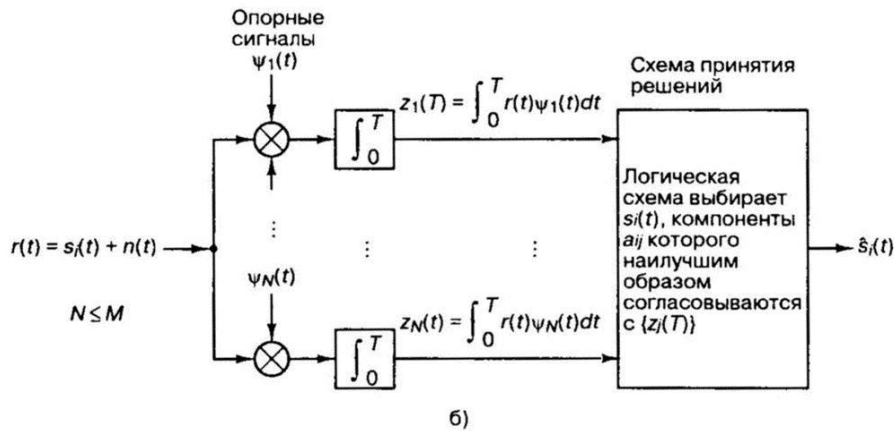 Опорные
сигналы
ψ₁(t)
Схема принятия
решений
z₁(T) = ∫₀ᵀ r(t)ψ₁(t)dt
∫₀ᵀ
Логическая
схема выбирает
sᵢ(t), компоненты
aᵢⱼ которого
наилучшим
образом
согласовываются
с {zⱼ(T)}
r(t) = sᵢ(t) + n(t)
ŝᵢ(t)
N ≤ M
ψN(t)
zN(t) = ∫₀ᵀ r(t)ψN(t)dt
∫₀ᵀ
б)